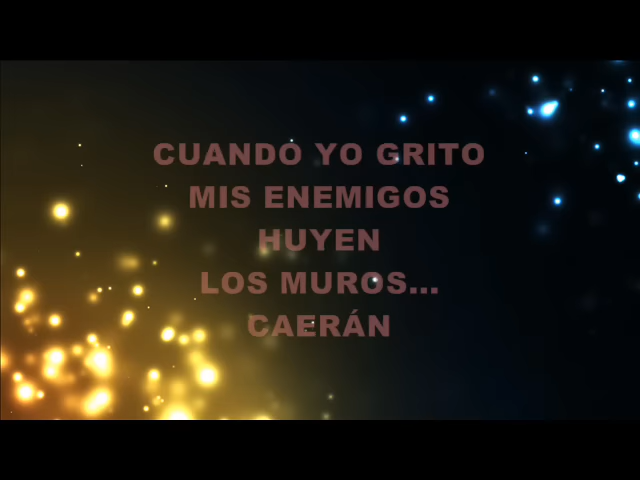 CUANDO YO GRITO
MIS ENEMIGOS
HUYEN
LOS MUROS...
CAERÁN